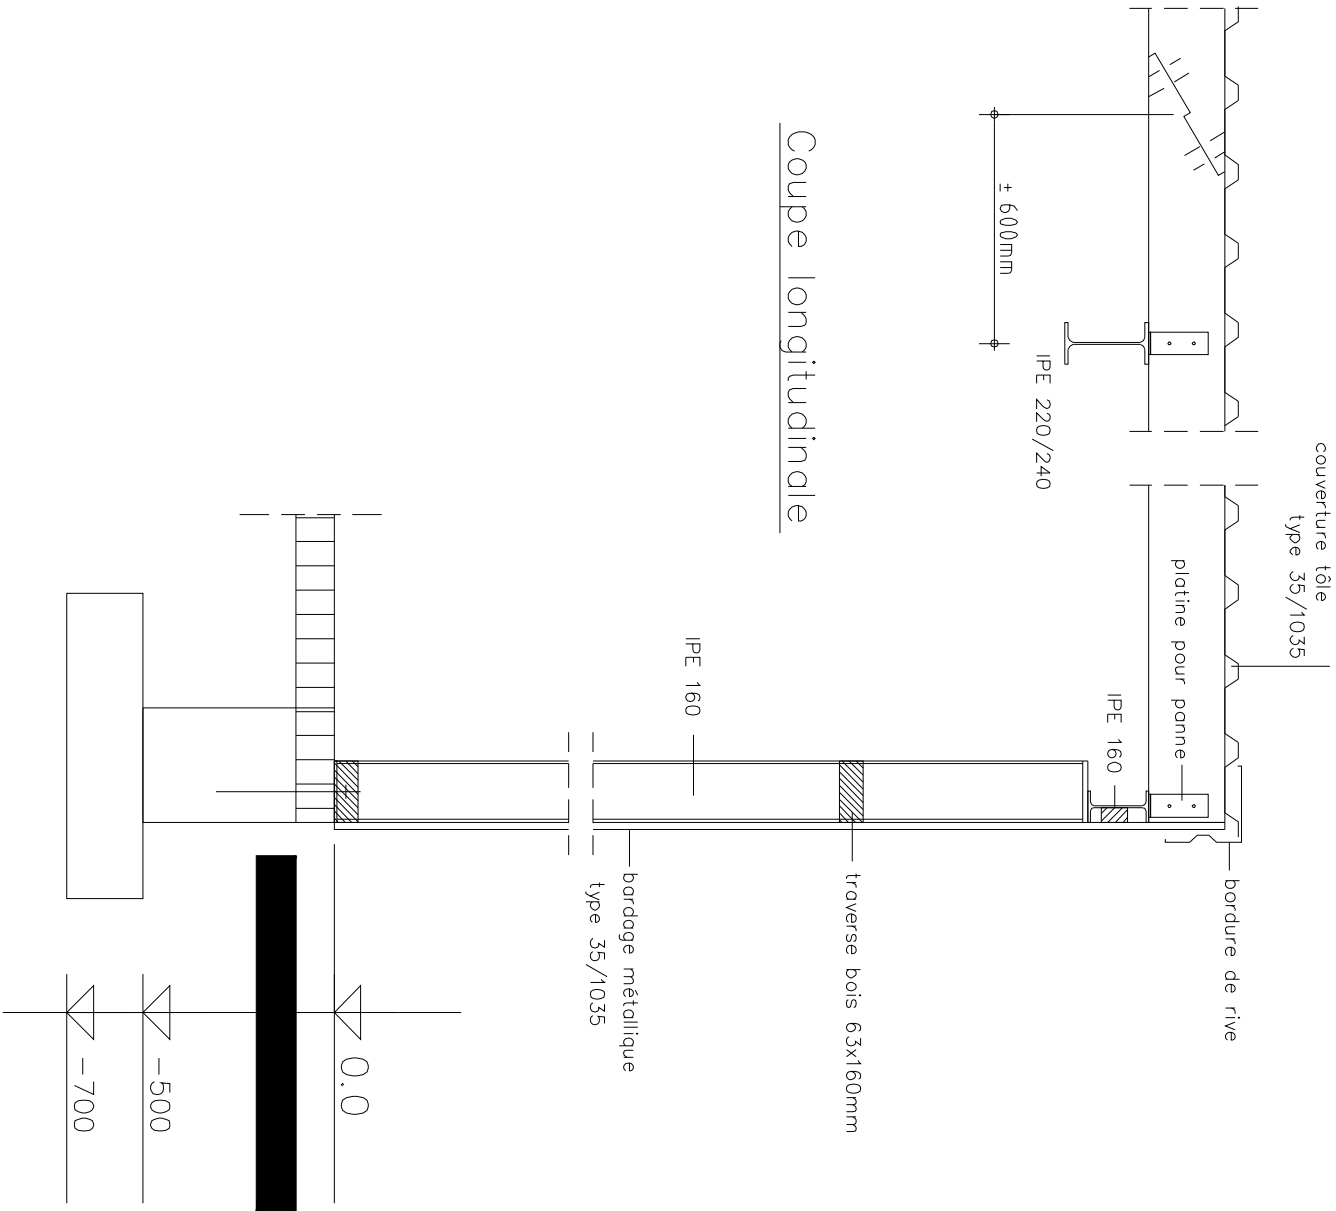 couverture tôle
type 35/1035
platine pour panne
IPE 160
IPE 220/240
± 600mm
Coupe longitudinale
IPE 160
bordure de rive
traverse bois 63x160mm
bardage métallique
type 35/1035
0.0
-500
-700